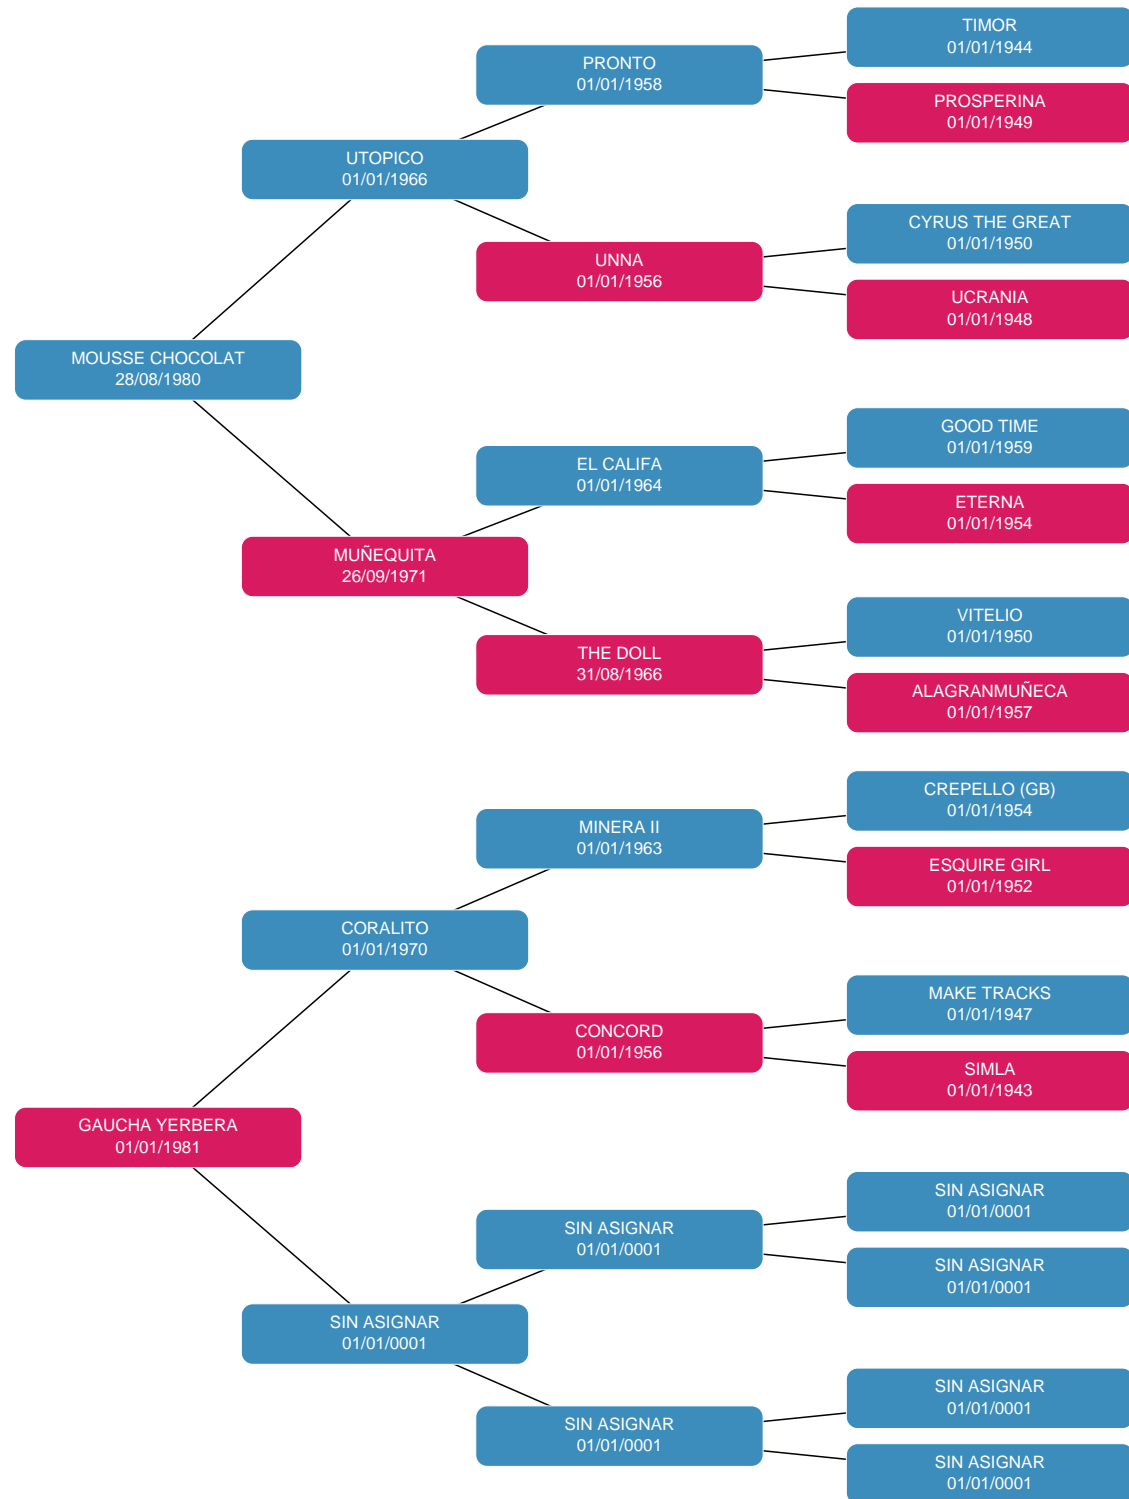 TIMOR
01/01/1944
PRONTO
01/01/1958
PROSPERINA
01/01/1949
UTOPICO
01/01/1966
CYRUS THE GREAT
01/01/1950
UNNA
01/01/1956
UCRANIA
01/01/1948
MOUSSE CHOCOLAT
28/08/1980
GOOD TIME
01/01/1959
EL CALIFA
01/01/1964
ETERNA
01/01/1954
MUÑEQUITA
26/09/1971
VITELIO
01/01/1950
THE DOLL
31/08/1966
ALAGRANMUÑECA
01/01/1957
CREPELLO (GB)
01/01/1954
MINERA II
01/01/1963
ESQUIRE GIRL
01/01/1952
CORALITO
01/01/1970
MAKE TRACKS
01/01/1947
CONCORD
01/01/1956
SIMLA
01/01/1943
GAUCHA YERBERA
01/01/1981
SIN ASIGNAR
01/01/0001
SIN ASIGNAR
01/01/0001
SIN ASIGNAR
01/01/0001
SIN ASIGNAR
01/01/0001
SIN ASIGNAR
01/01/0001
SIN ASIGNAR
01/01/0001
SIN ASIGNAR
01/01/0001